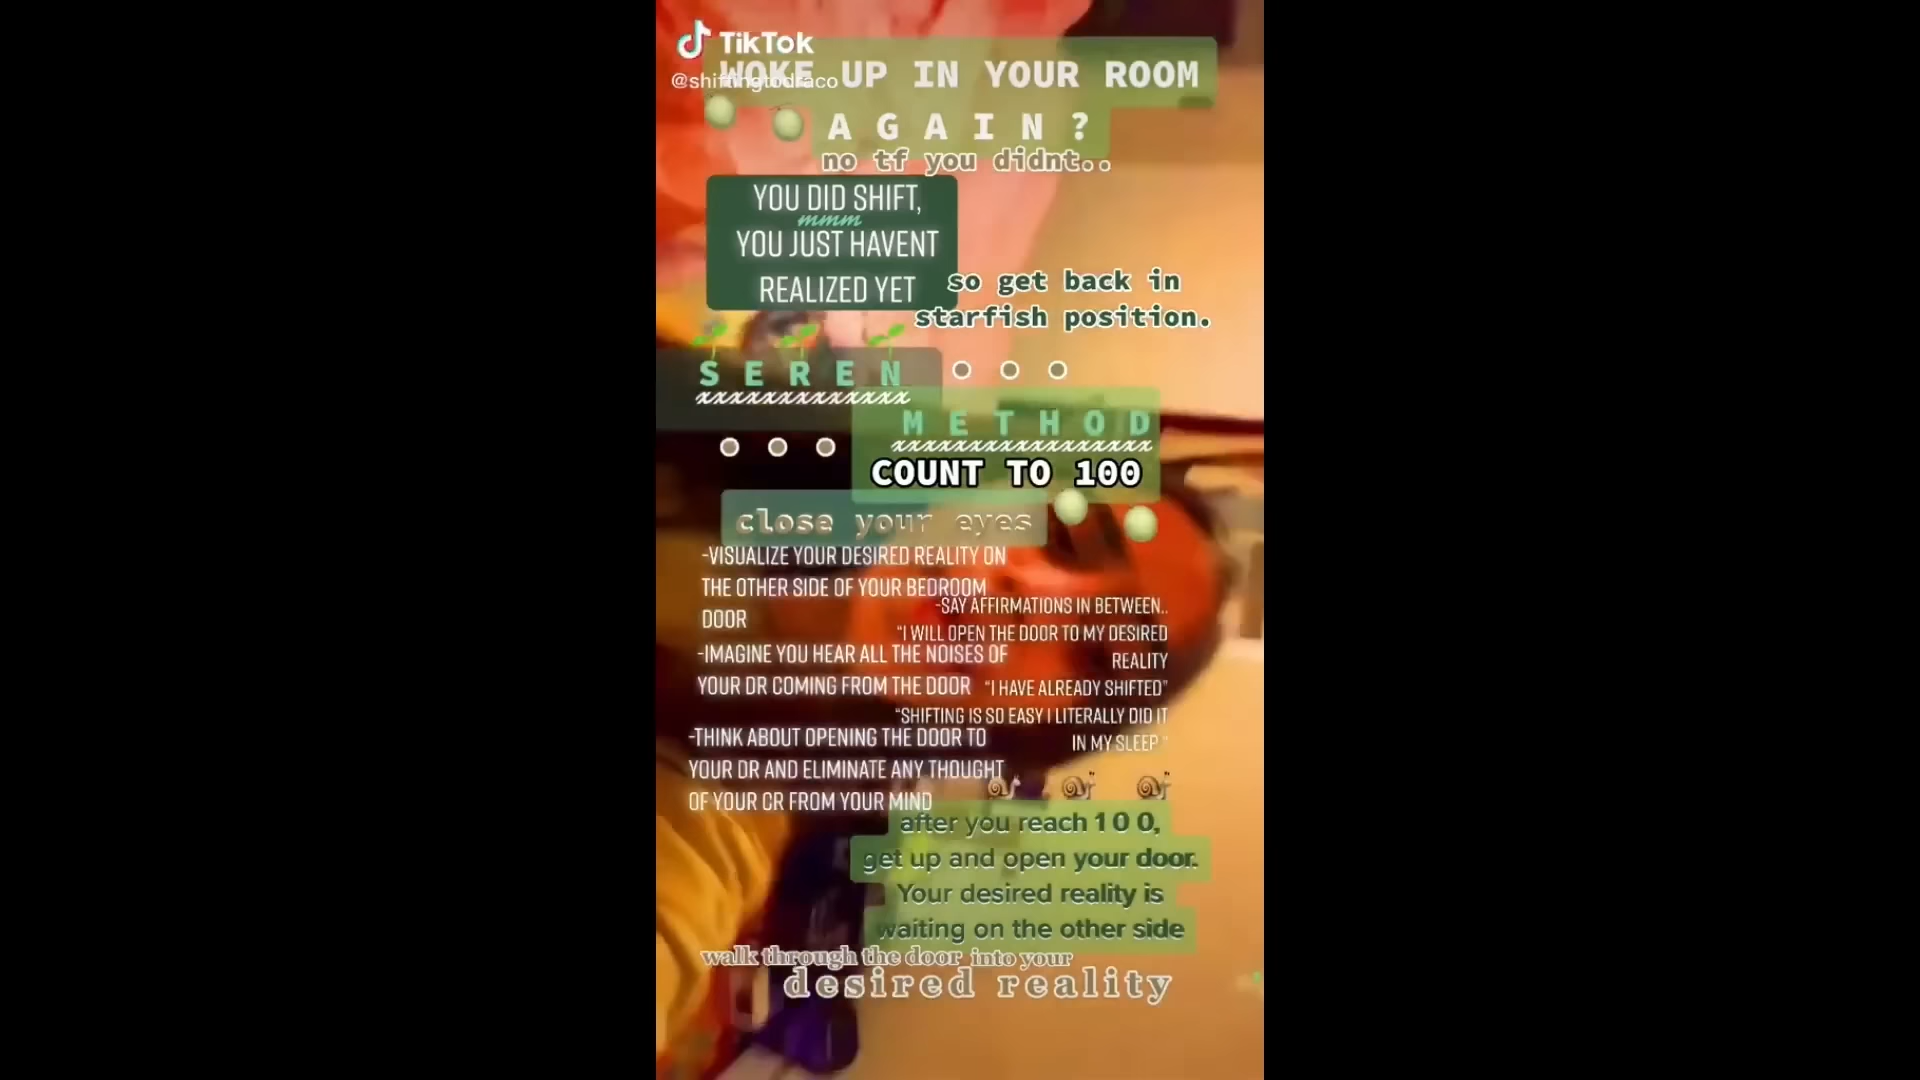 TikTok
@shiftingtodraco
WOKE UP IN YOUR ROOM
A G A I N ?
no tf you didnt..
YOU DID SHIFT,
mmm
YOU JUST HAVENT
REALIZED YET
so get back in
starfish position.
S E R E N
xxxxxxxxxxxxx
M E T H O D
xxxxxxxxxxxxxxxxx
COUNT TO 100
close your eyes
-VISUALIZE YOUR DESIRED REALITY ON
THE OTHER SIDE OF YOUR BEDROOM
DOOR
-IMAGINE YOU HEAR ALL THE NOISES OF
YOUR DR COMING FROM THE DOOR
-THINK ABOUT OPENING THE DOOR TO
YOUR DR AND ELIMINATE ANY THOUGHT
OF YOUR CR FROM YOUR MIND
-SAY AFFIRMATIONS IN BETWEEN..
"I WILL OPEN THE DOOR TO MY DESIRED
REALITY
"I HAVE ALREADY SHIFTED"
"SHIFTING IS SO EASY I LITERALLY DID IT
IN MY SLEEP "
after you reach 1 0 0,
get up and open your door.
Your desired reality is
waiting on the other side
walk through the door into your
desired reality